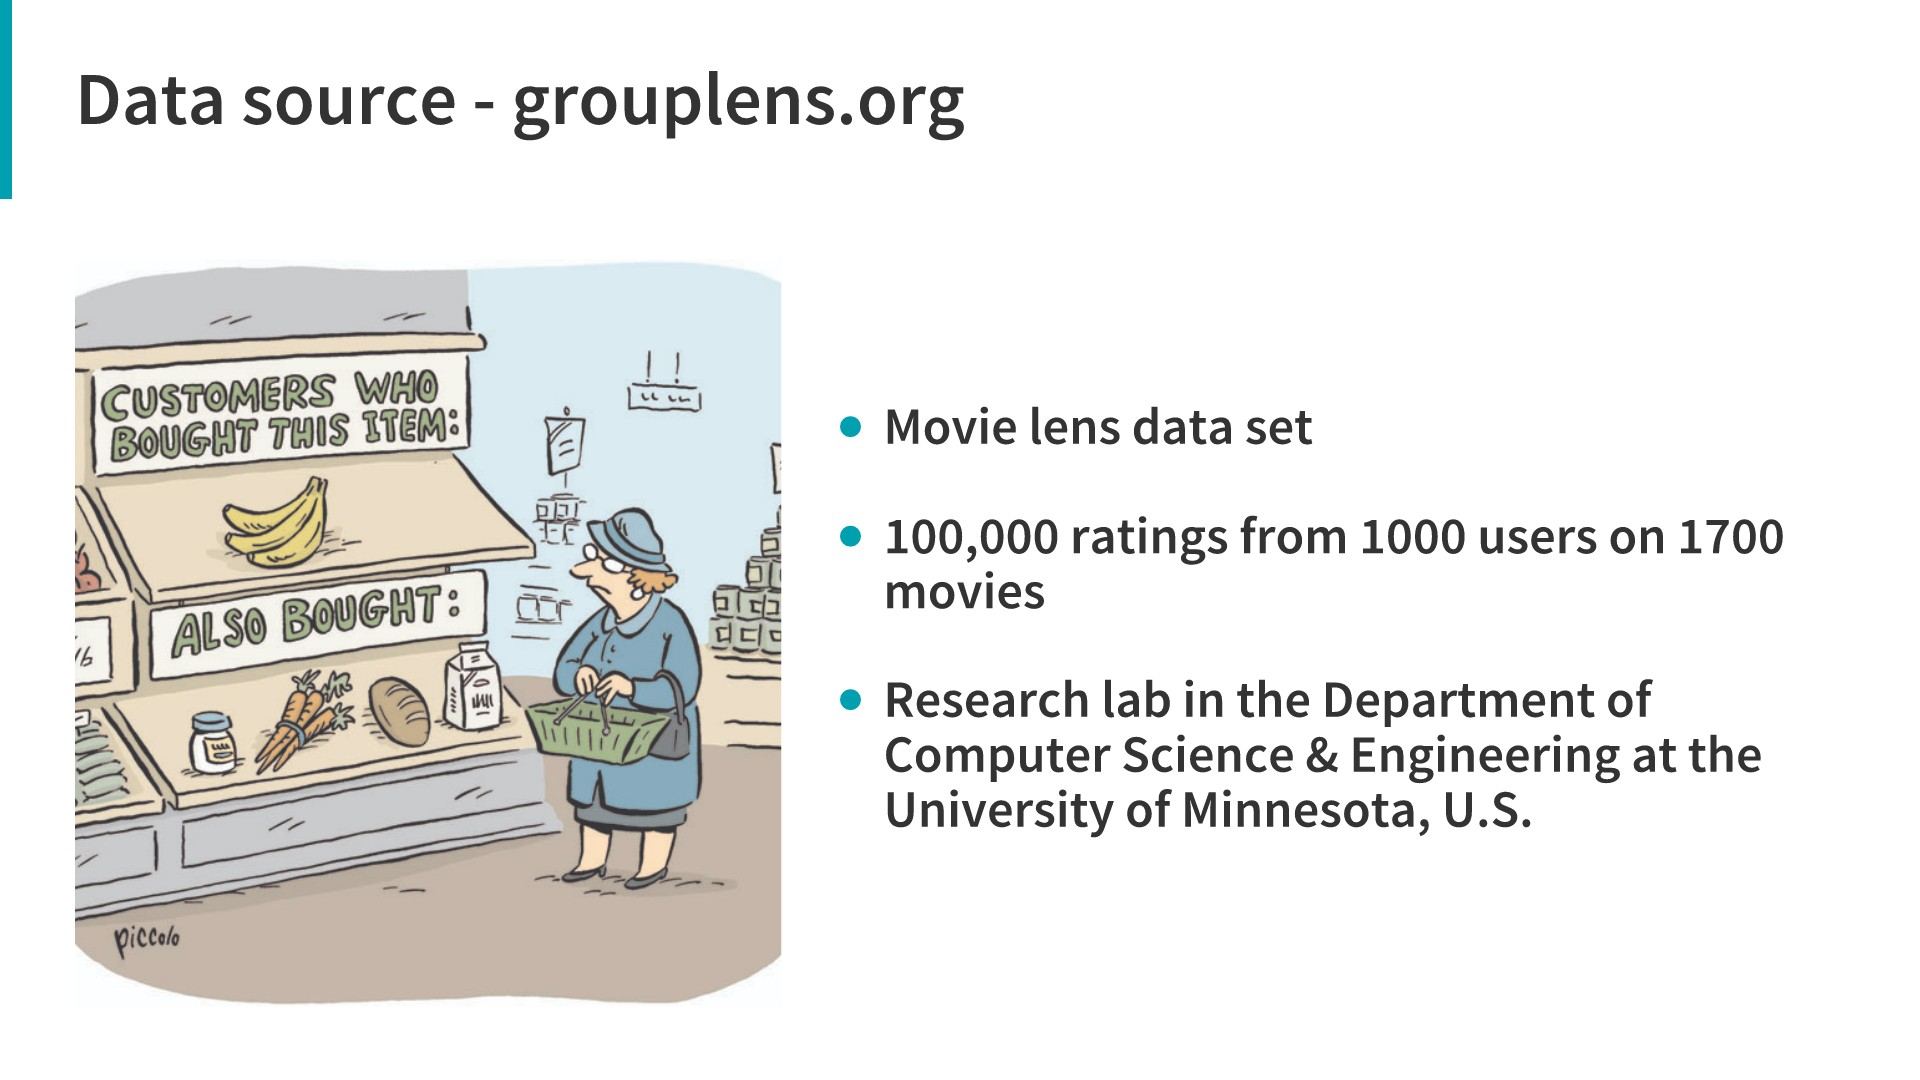 Data source - grouplens.org
CUSTOMERS WHO
BOUGHT THIS ITEM:
ALSO BOUGHT:
piccolo
Movie lens data set
100,000 ratings from 1000 users on 1700
movies
Research lab in the Department of
Computer Science & Engineering at the
University of Minnesota, U.S.